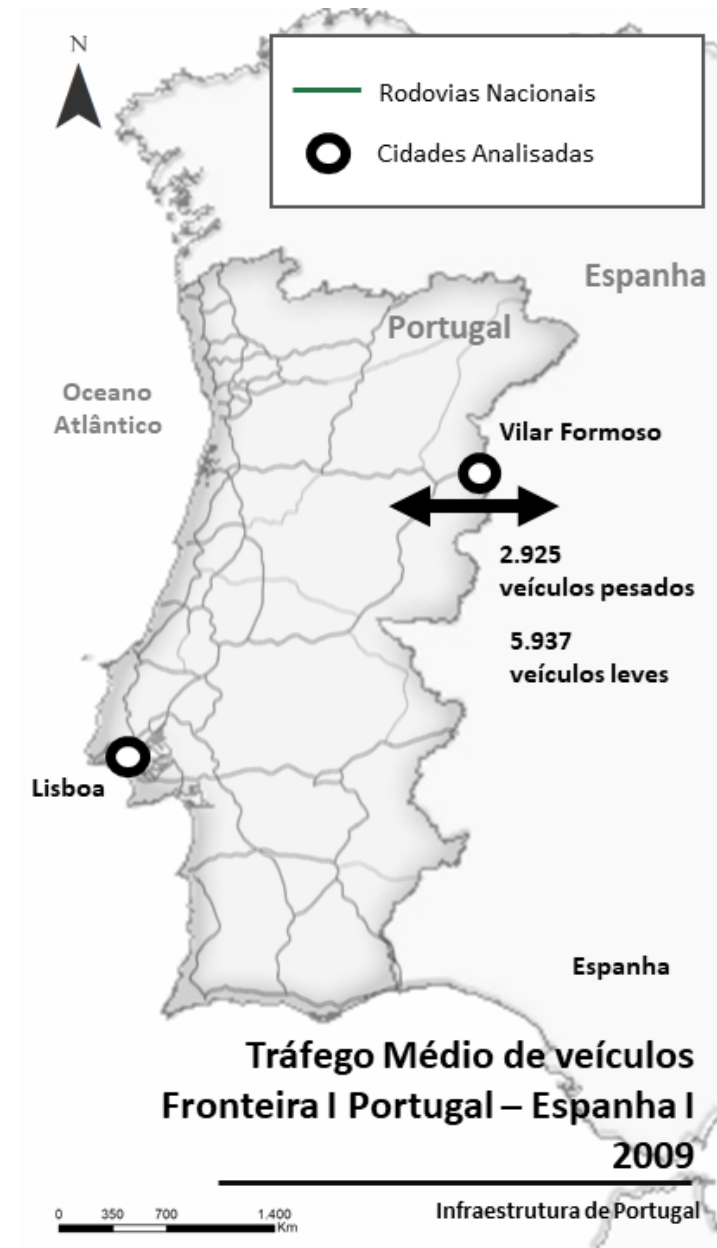 N
Rodovias Nacionais
Cidades Analisadas
Espanha
Portugal
Oceano
Atlântico
Vilar Formoso
2.925
veículos pesados
5.937
veículos leves
Lisboa
Espanha
Tráfego Médio de veículos
Fronteira I Portugal – Espanha I
2009
0 350 700 1.400
Km
Infraestrutura de Portugal